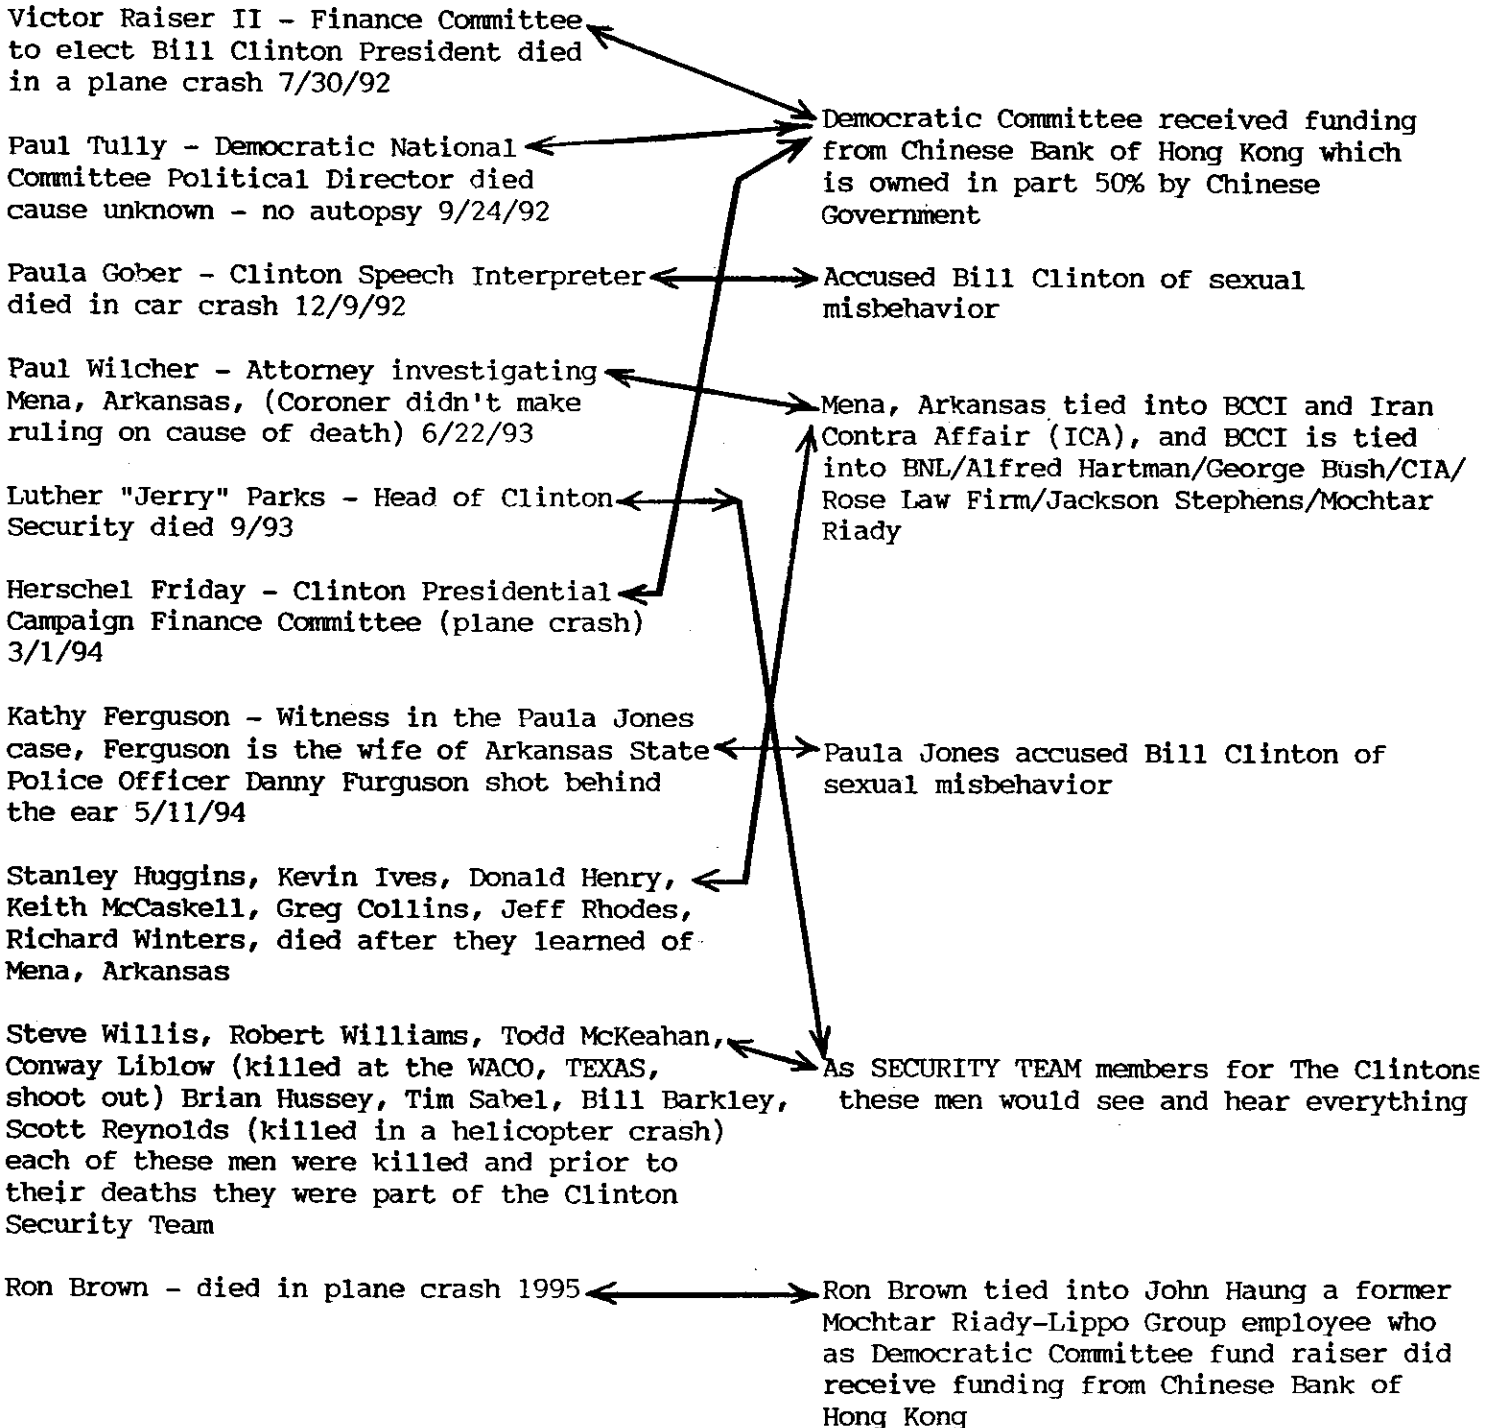 Victor Raiser II - Finance Committee
to elect Bill Clinton President died
in a plane crash 7/30/92
Paul Tully - Democratic National
Committee Political Director died
cause unknown - no autopsy 9/24/92
Paula Gober - Clinton Speech Interpreter
died in car crash 12/9/92
Paul Wilcher - Attorney investigating
Mena, Arkansas, (Coroner didn't make
ruling on cause of death) 6/22/93
Luther "Jerry" Parks - Head of Clinton
Security died 9/93
Herschel Friday - Clinton Presidential
Campaign Finance Committee (plane crash)
3/1/94
Kathy Ferguson - Witness in the Paula Jones
case, Ferguson is the wife of Arkansas State
Police Officer Danny Furguson shot behind
the ear 5/11/94
Stanley Huggins, Kevin Ives, Donald Henry,
Keith McCaskell, Greg Collins, Jeff Rhodes,
Richard Winters, died after they learned of
Mena, Arkansas
Steve Willis, Robert Williams, Todd McKeahan,
Conway Liblow (killed at the WACO, TEXAS,
shoot out) Brian Hussey, Tim Sabel, Bill Barkley,
Scott Reynolds (killed in a helicopter crash)
each of these men were killed and prior to
their deaths they were part of the Clinton
Security Team
Ron Brown - died in plane crash 1995
Democratic Committee received funding
from Chinese Bank of Hong Kong which
is owned in part 50% by Chinese
Government
Accused Bill Clinton of sexual
misbehavior
Mena, Arkansas tied into BCCI and Iran
Contra Affair (ICA), and BCCI is tied
into BNL/Alfred Hartman/George Bush/CIA/
Rose Law Firm/Jackson Stephens/Mochtar
Riady
Paula Jones accused Bill Clinton of
sexual misbehavior
As SECURITY TEAM members for The Clintons
these men would see and hear everything
Ron Brown tied into John Haung a former
Mochtar Riady-Lippo Group employee who
as Democratic Committee fund raiser did
receive funding from Chinese Bank of
Hong Kong